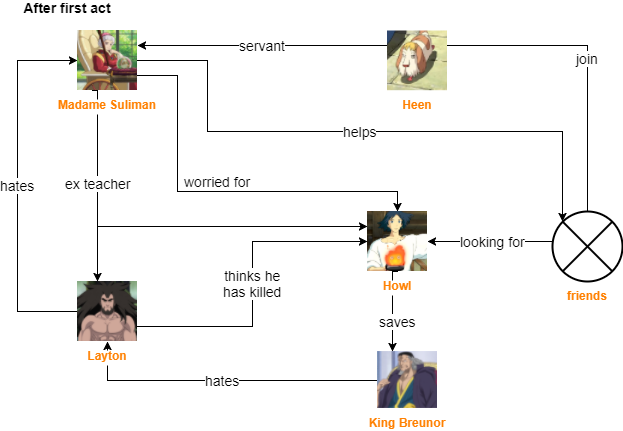 After first act
servant
join
Madame Suliman
Heen
helps
hates
ex teacher
worried for
looking for
thinks he
has killed
Howl
friends
saves
Layton
hates
King Breunor